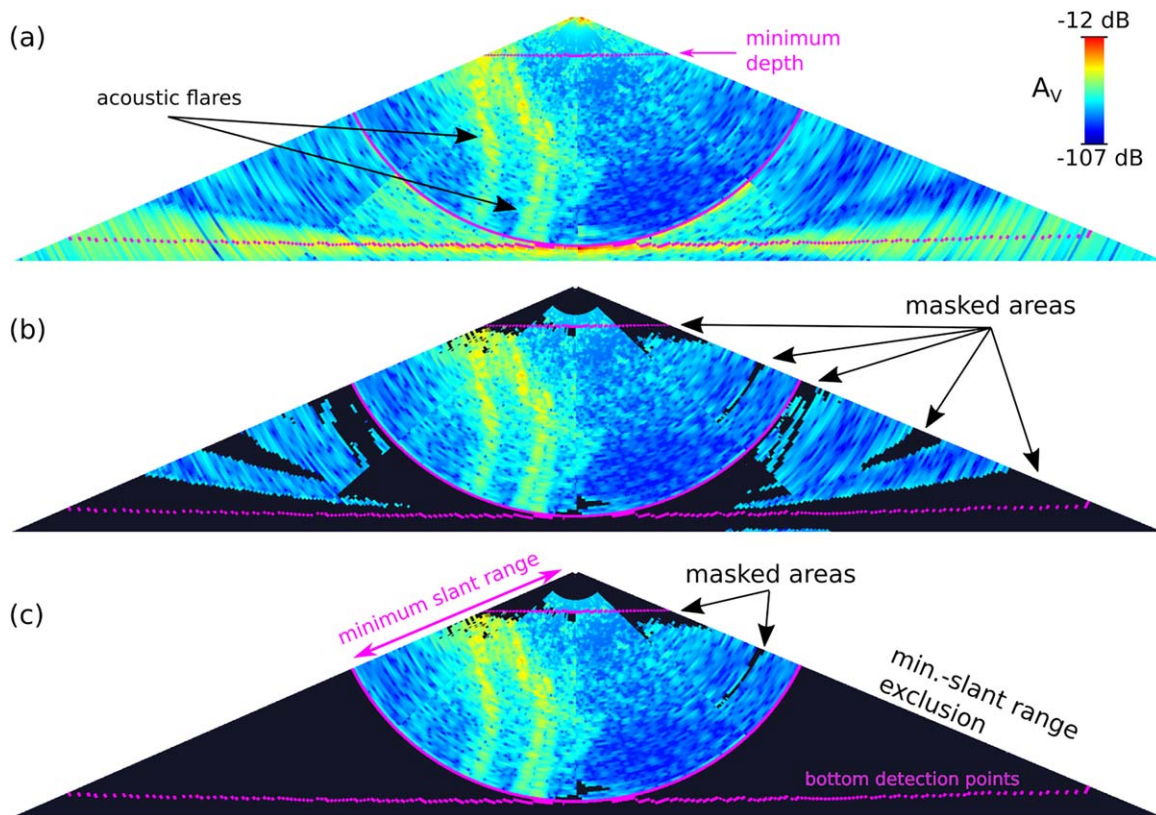 (a)
minimum
depth
-12 dB
acoustic flares
A_V
-107 dB
(b)
masked areas
(c)
minimum slant range
masked areas
min.-slant range
exclusion
bottom detection points